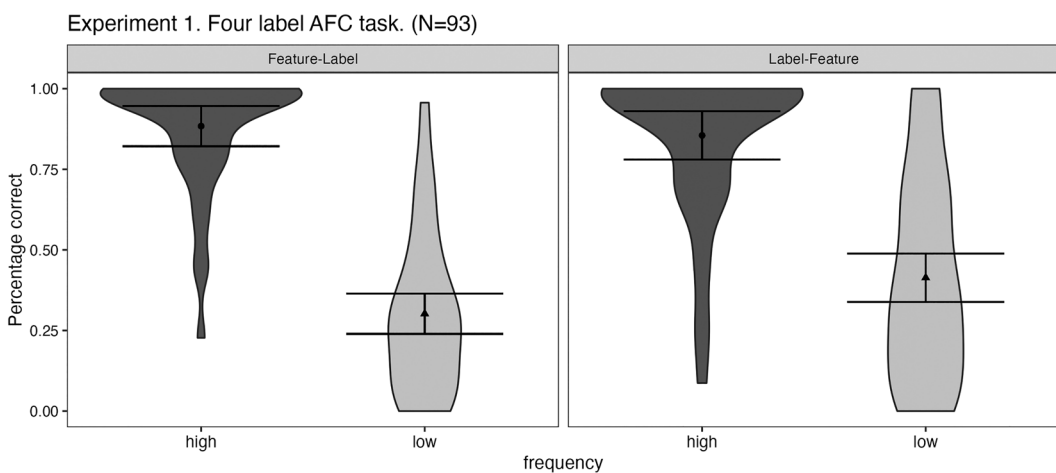 Experiment 1. Four label AFC task. (N=93)
Feature-Label
Label-Feature
Percentage correct
1.00
0.75
0.50
0.25
0.00
high
low
high
low
frequency